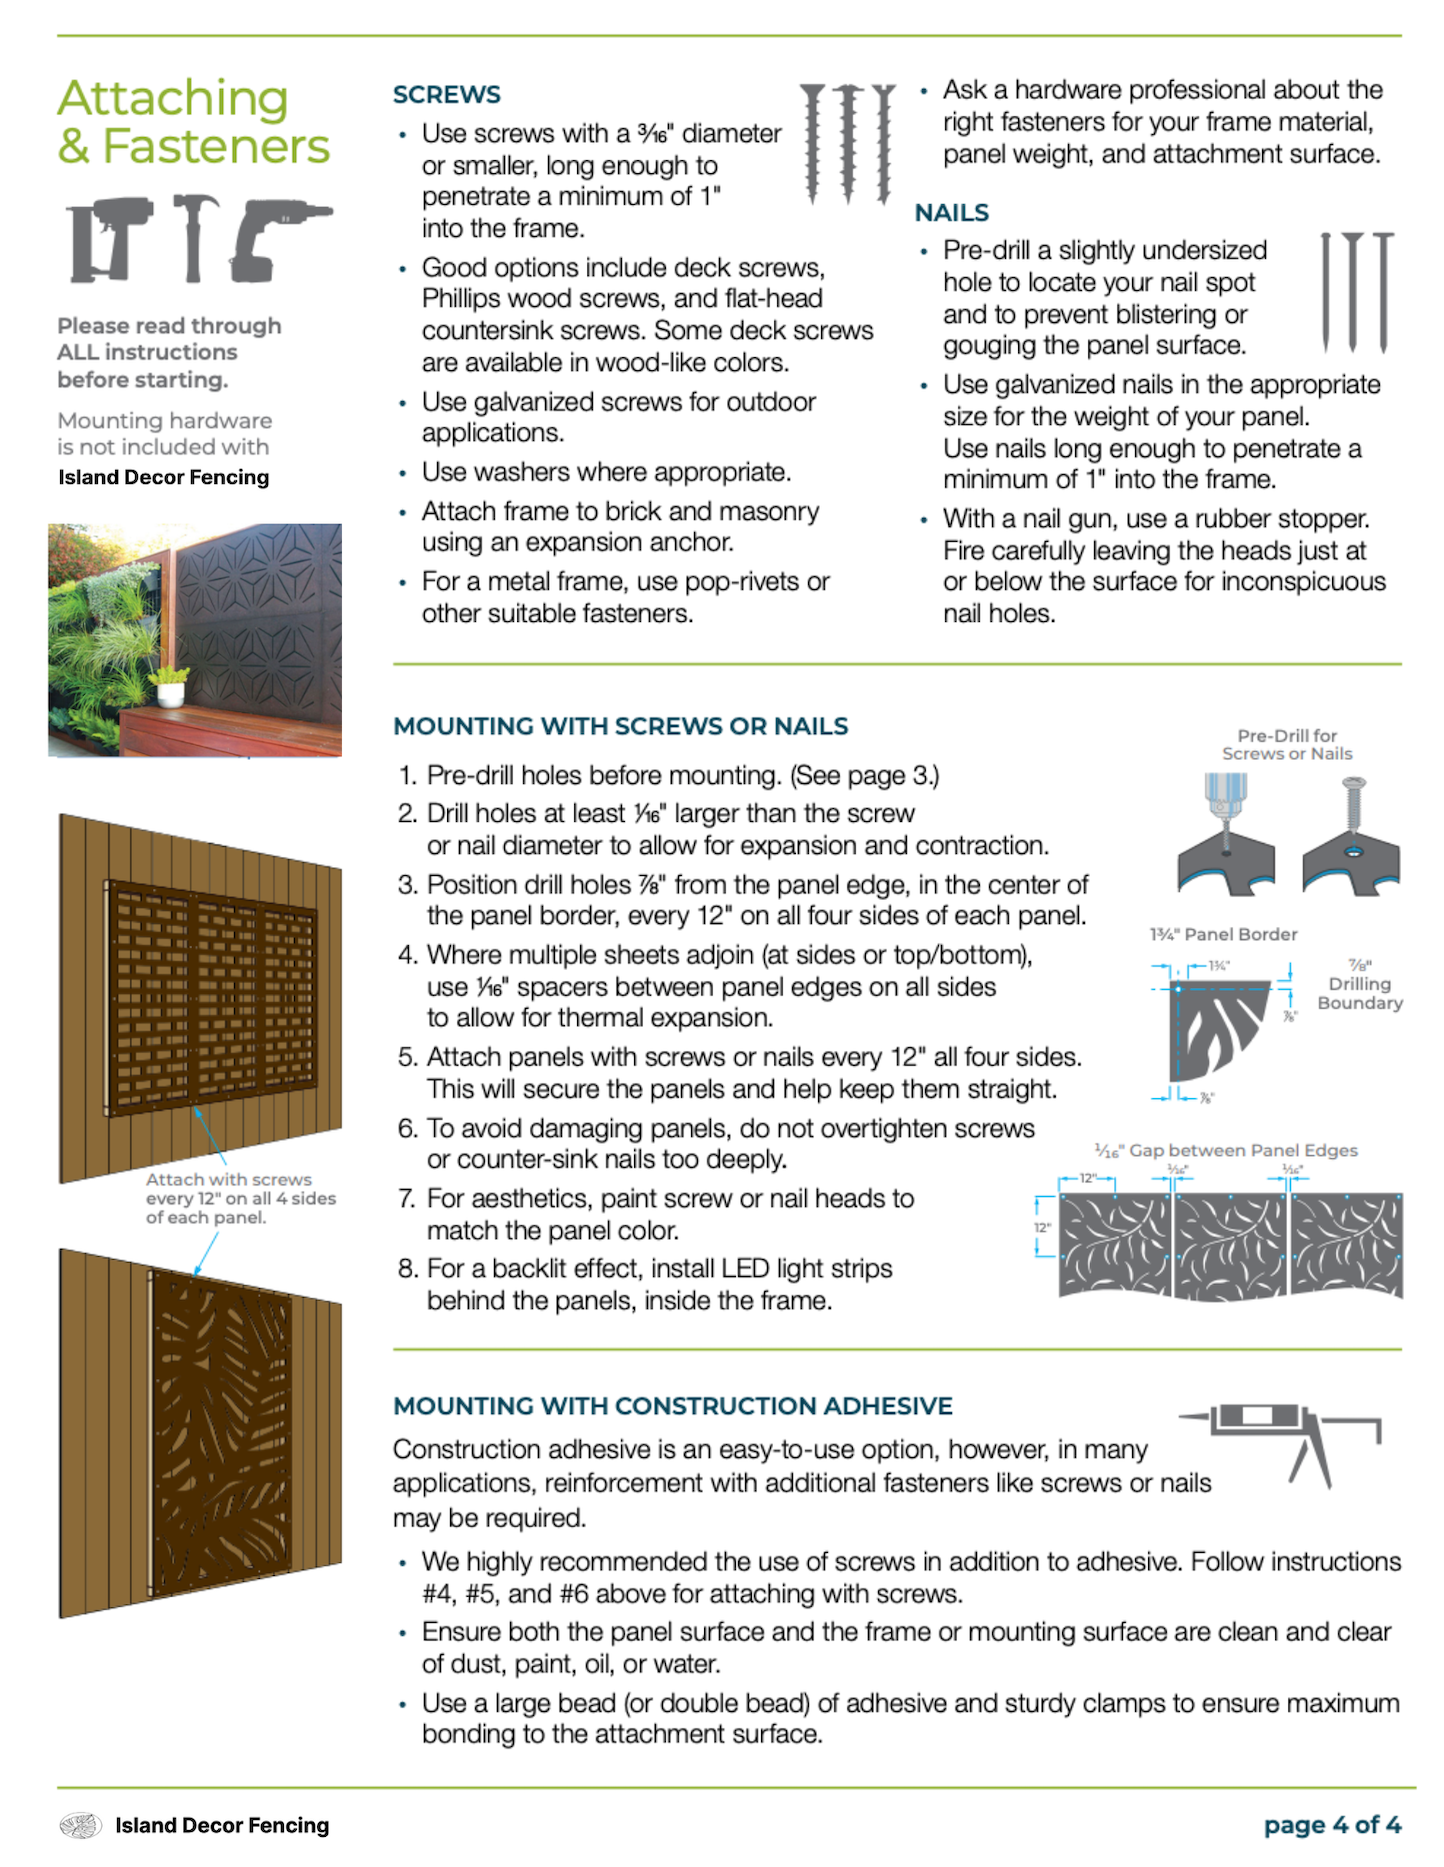 Attaching
& Fasteners
Please read through
ALL instructions
before starting.
Mounting hardware
is not included with
Island Decor Fencing
SCREWS
• Use screws with a 3/16" diameter
or smaller, long enough to
penetrate a minimum of 1"
into the frame.
• Good options include deck screws,
Phillips wood screws, and flat-head
countersink screws. Some deck screws
are available in wood-like colors.
• Use galvanized screws for outdoor
applications.
• Use washers where appropriate.
• Attach frame to brick and masonry
using an expansion anchor.
• For a metal frame, use pop-rivets or
other suitable fasteners.
• Ask a hardware professional about the
right fasteners for your frame material,
panel weight, and attachment surface.
NAILS
• Pre-drill a slightly undersized
hole to locate your nail spot
and to prevent blistering or
gouging the panel surface.
• Use galvanized nails in the appropriate
size for the weight of your panel.
Use nails long enough to penetrate a
minimum of 1" into the frame.
• With a nail gun, use a rubber stopper.
Fire carefully leaving the heads just at
or below the surface for inconspicuous
nail holes.
MOUNTING WITH SCREWS OR NAILS
1. Pre-drill holes before mounting. (See page 3.)
2. Drill holes at least 1/16" larger than the screw
or nail diameter to allow for expansion and contraction.
3. Position drill holes 7/8" from the panel edge, in the center of
the panel border, every 12" on all four sides of each panel.
4. Where multiple sheets adjoin (at sides or top/bottom),
use 1/16" spacers between panel edges on all sides
to allow for thermal expansion.
5. Attach panels with screws or nails every 12" all four sides.
This will secure the panels and help keep them straight.
6. To avoid damaging panels, do not overtighten screws
or counter-sink nails too deeply.
7. For aesthetics, paint screw or nail heads to
match the panel color.
8. For a backlit effect, install LED light strips
behind the panels, inside the frame.
Pre-Drill for
Screws or Nails
1¾" Panel Border
1¾"
7/8"
Drilling
Boundary
7/8"
7/8"
1/16" Gap between Panel Edges
12"
1/16"
1/16"
12"
Attach with screws
every 12" on all 4 sides
of each panel.
MOUNTING WITH CONSTRUCTION ADHESIVE
Construction adhesive is an easy-to-use option, however, in many
applications, reinforcement with additional fasteners like screws or nails
may be required.
• We highly recommended the use of screws in addition to adhesive. Follow instructions
#4, #5, and #6 above for attaching with screws.
• Ensure both the panel surface and the frame or mounting surface are clean and clear
of dust, paint, oil, or water.
• Use a large bead (or double bead) of adhesive and sturdy clamps to ensure maximum
bonding to the attachment surface.
Island Decor Fencing
page 4 of 4